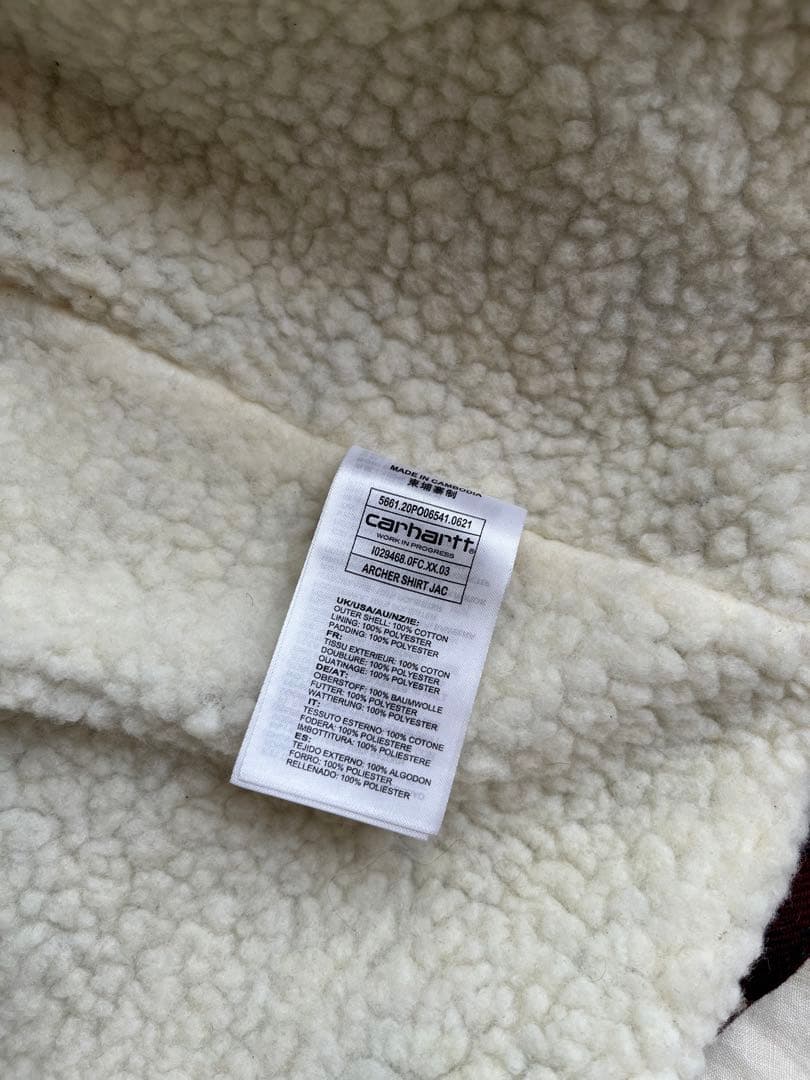 MADE IN CAMBODIA
柬埔寨制
5661.20PO06541.0621
carhartt®
WORK IN PROGRESS
I029468.0FC.XX.03
ARCHER SHIRT JAC
UK/USA/AU/NZ/IE:
OUTER SHELL: 100% COTTON
LINING: 100% POLYESTER
PADDING: 100% POLYESTER
FR:
TISSU EXTERIEUR: 100% COTON
DOUBLURE: 100% POLYESTER
OUATINAGE: 100% POLYESTER
DE/AT:
OBERSTOFF: 100% BAUMWOLLE
FUTTER: 100% POLYESTER
WATTIERUNG: 100% POLYESTER
IT:
TESSUTO ESTERNO: 100% COTONE
FODERA: 100% POLIESTERE
IMBOTTITURA: 100% POLIESTERE
ES:
TEJIDO EXTERNO: 100% ALGODON
FORRO: 100% POLIESTER
RELLENADO: 100% POLIESTER